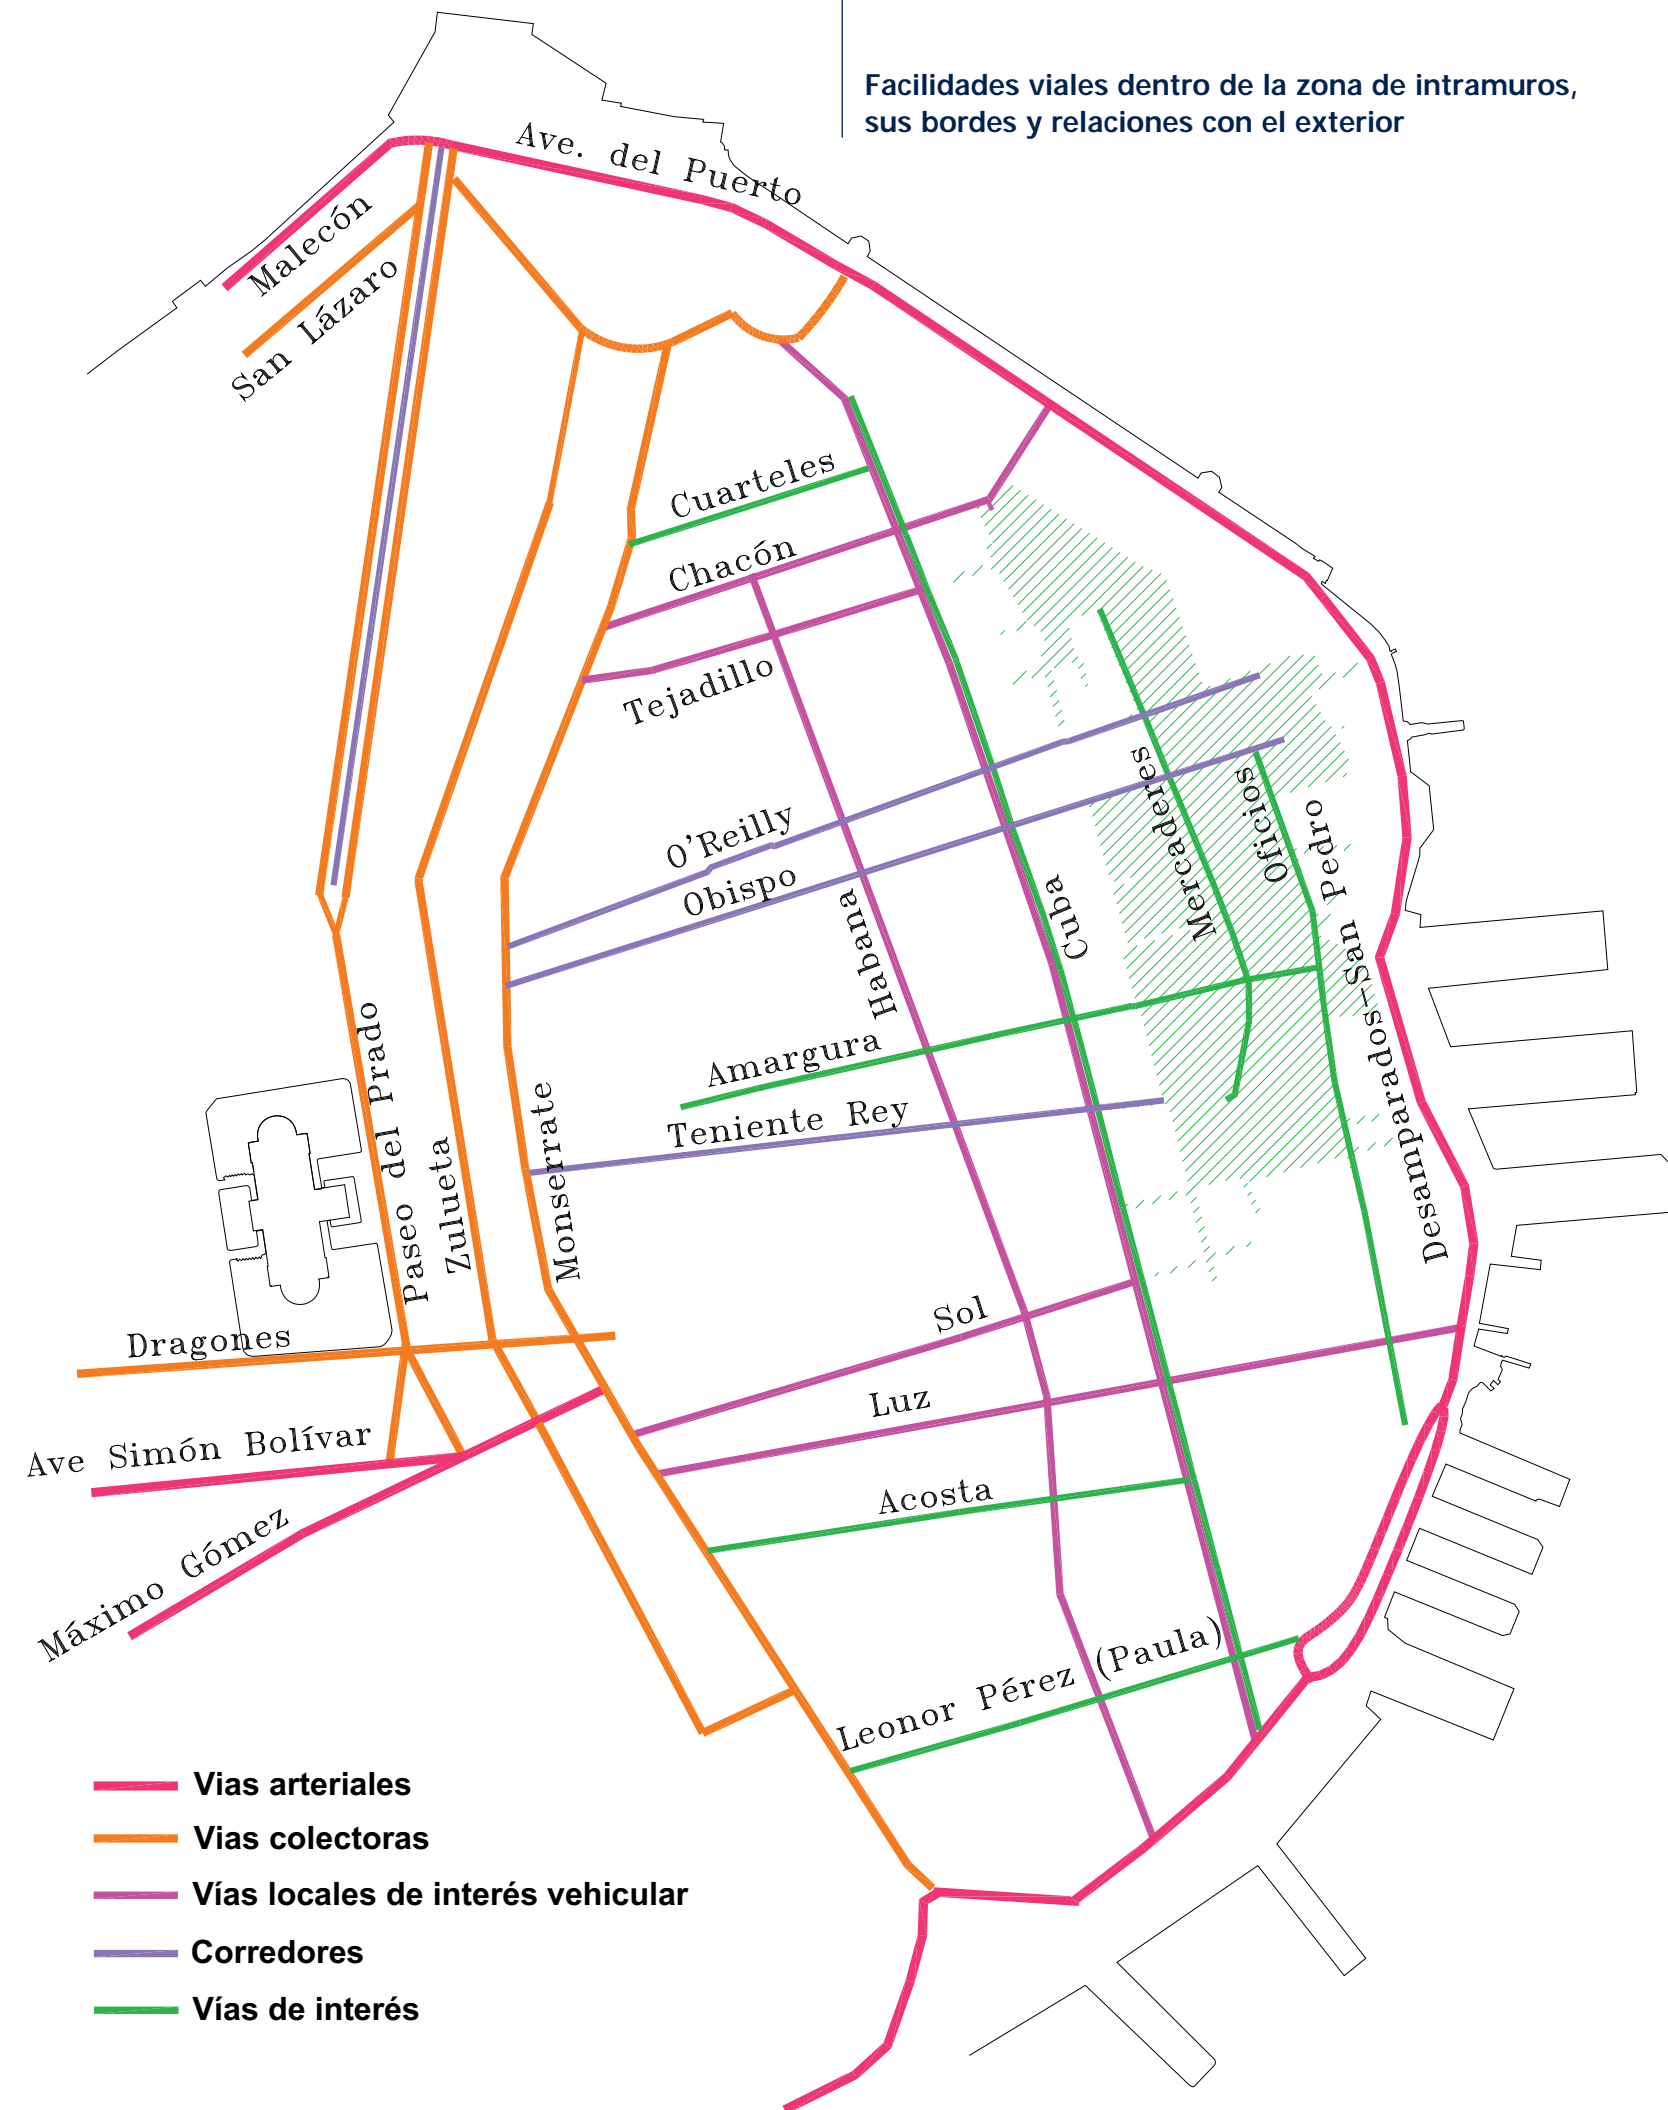 Facilidades viales dentro de la zona de intramuros,
sus bordes y relaciones con el exterior
Ave. del Puerto
Malecón
San Lázaro
Cuarteles
Chacón
Tejadillo
O'Reilly
Obispo
Mercaderes
Oficios
Desamparados-San Pedro
Habana
Cuba
Amargura
Teniente Rey
Paseo del Prado
Zulueta
Monserrate
Dragones
Sol
Luz
Ave Simón Bolívar
Acosta
Máximo Gómez
Leonor Pérez (Paula)
Vias arteriales
Vias colectoras
Vías locales de interés vehicular
Corredores
Vías de interés